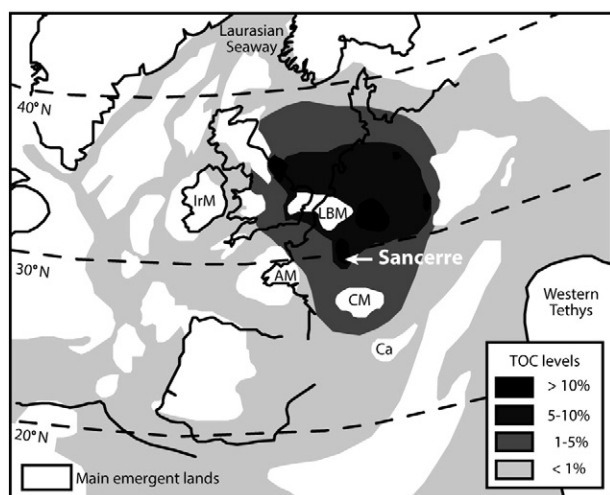 Laurasian
Seaway
40°N
IrM
LBM
Sancerre
30°N
AM
CM
Western
Tethys
Ca
20°N
TOC levels
> 10%
5-10%
1-5%
< 1%
Main emergent lands